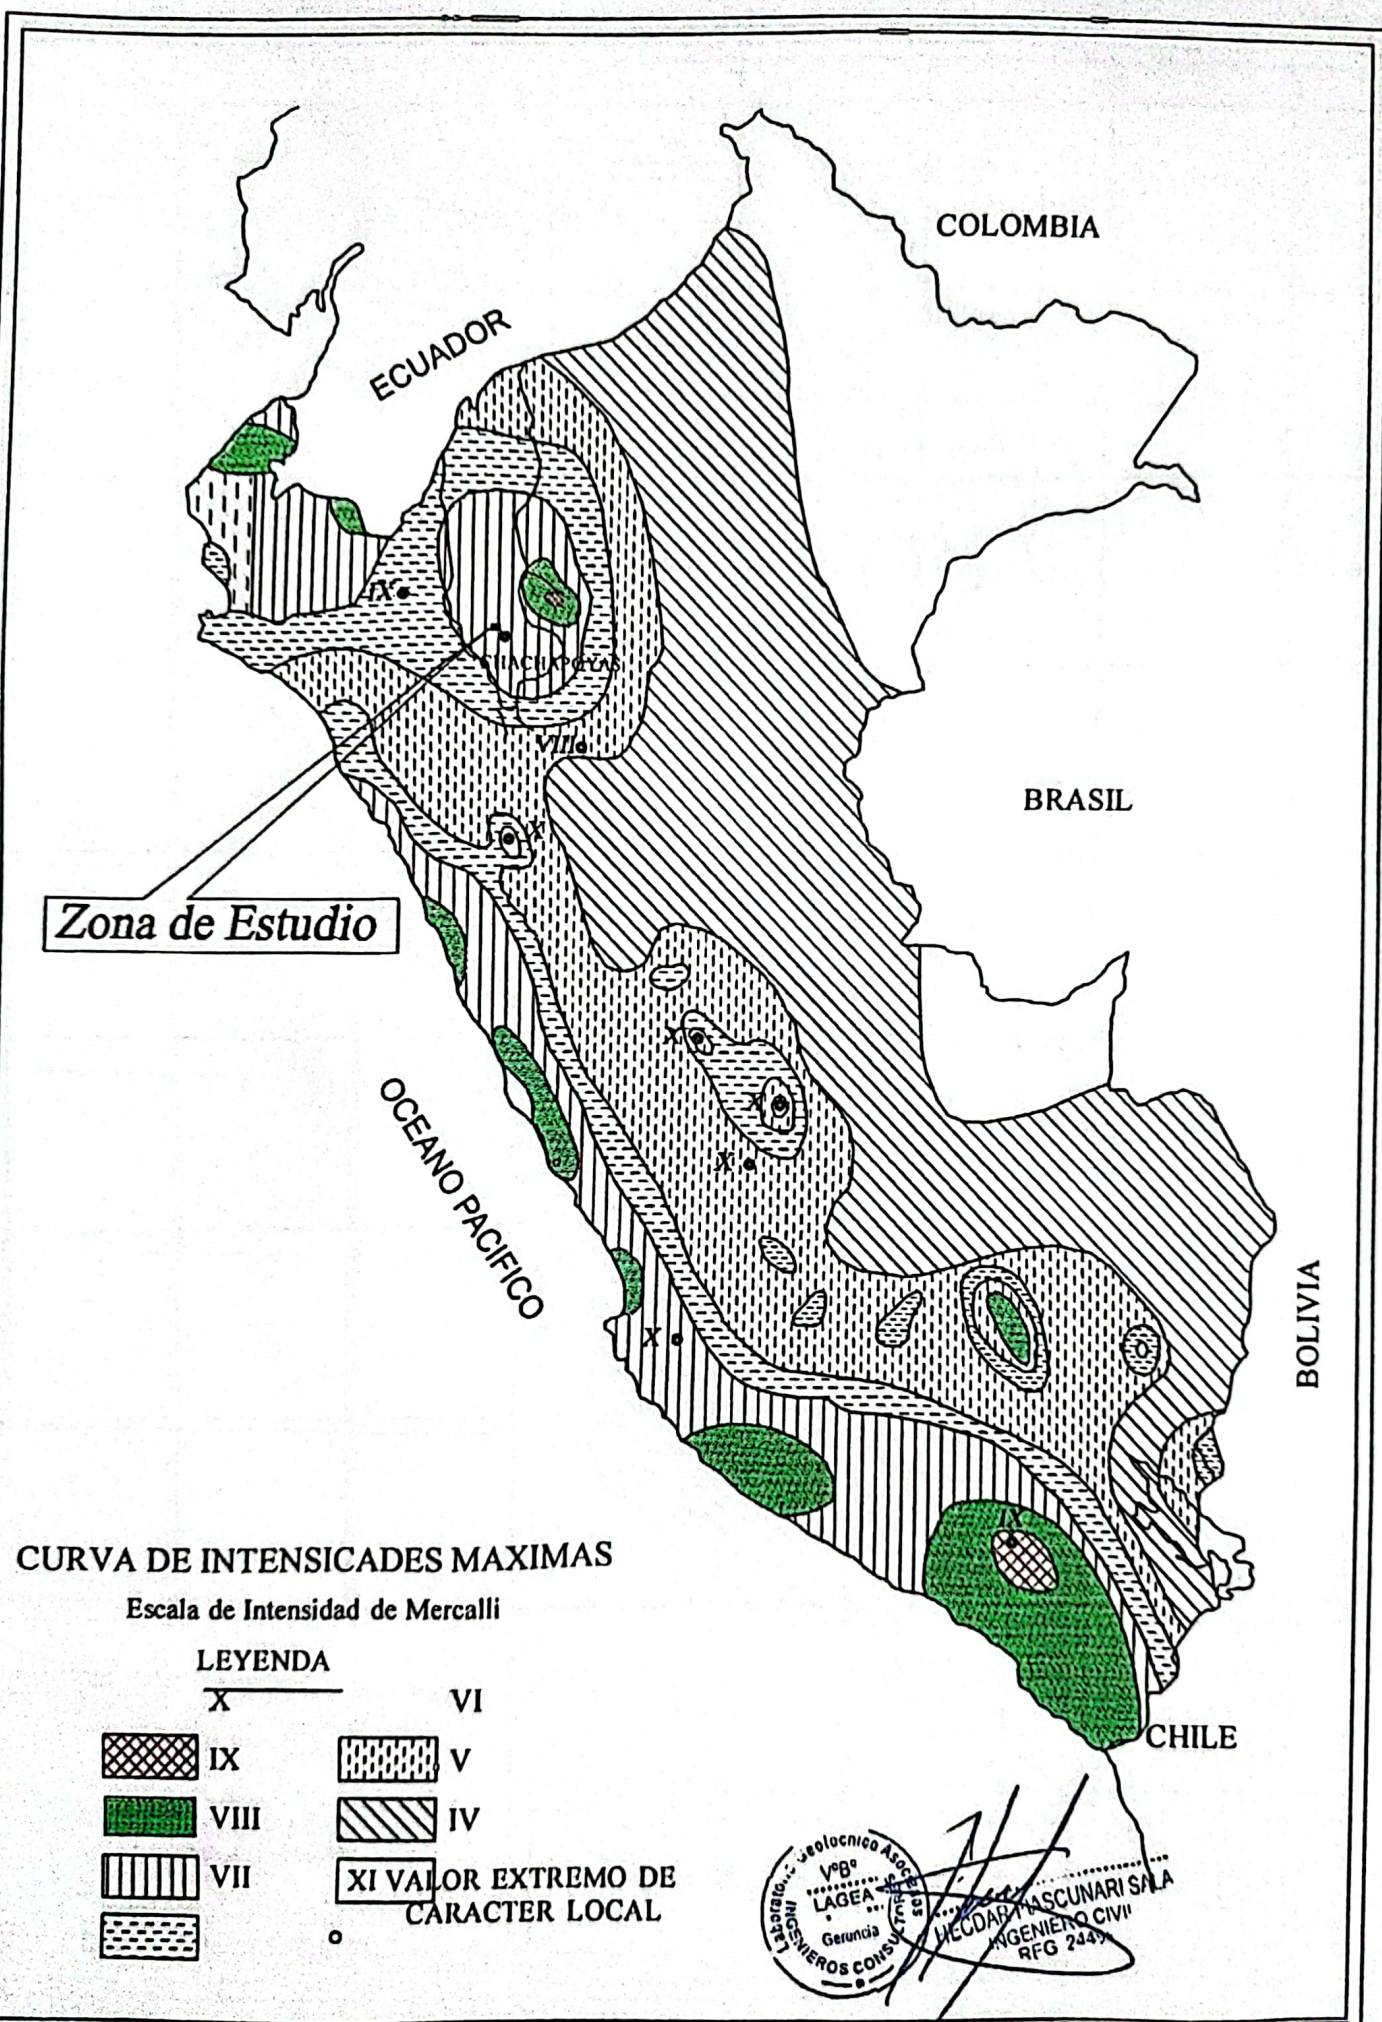 COLOMBIA
ECUADOR
IX
CHACHAPOYAS
VIII
BRASIL
X
Zona de Estudio
X
X
X
OCEANO PACIFICO
X
BOLIVIA
IX
CURVA DE INTENSICADES MAXIMAS
Escala de Intensidad de Mercalli
LEYENDA
X VI
IX V
VIII IV
VII XI VALOR EXTREMO DE
CARACTER LOCAL
CHILE
VºBº
LAGEA
Gerencia
INGENIEROS CONSULTORES
INGENIERO CIVIL